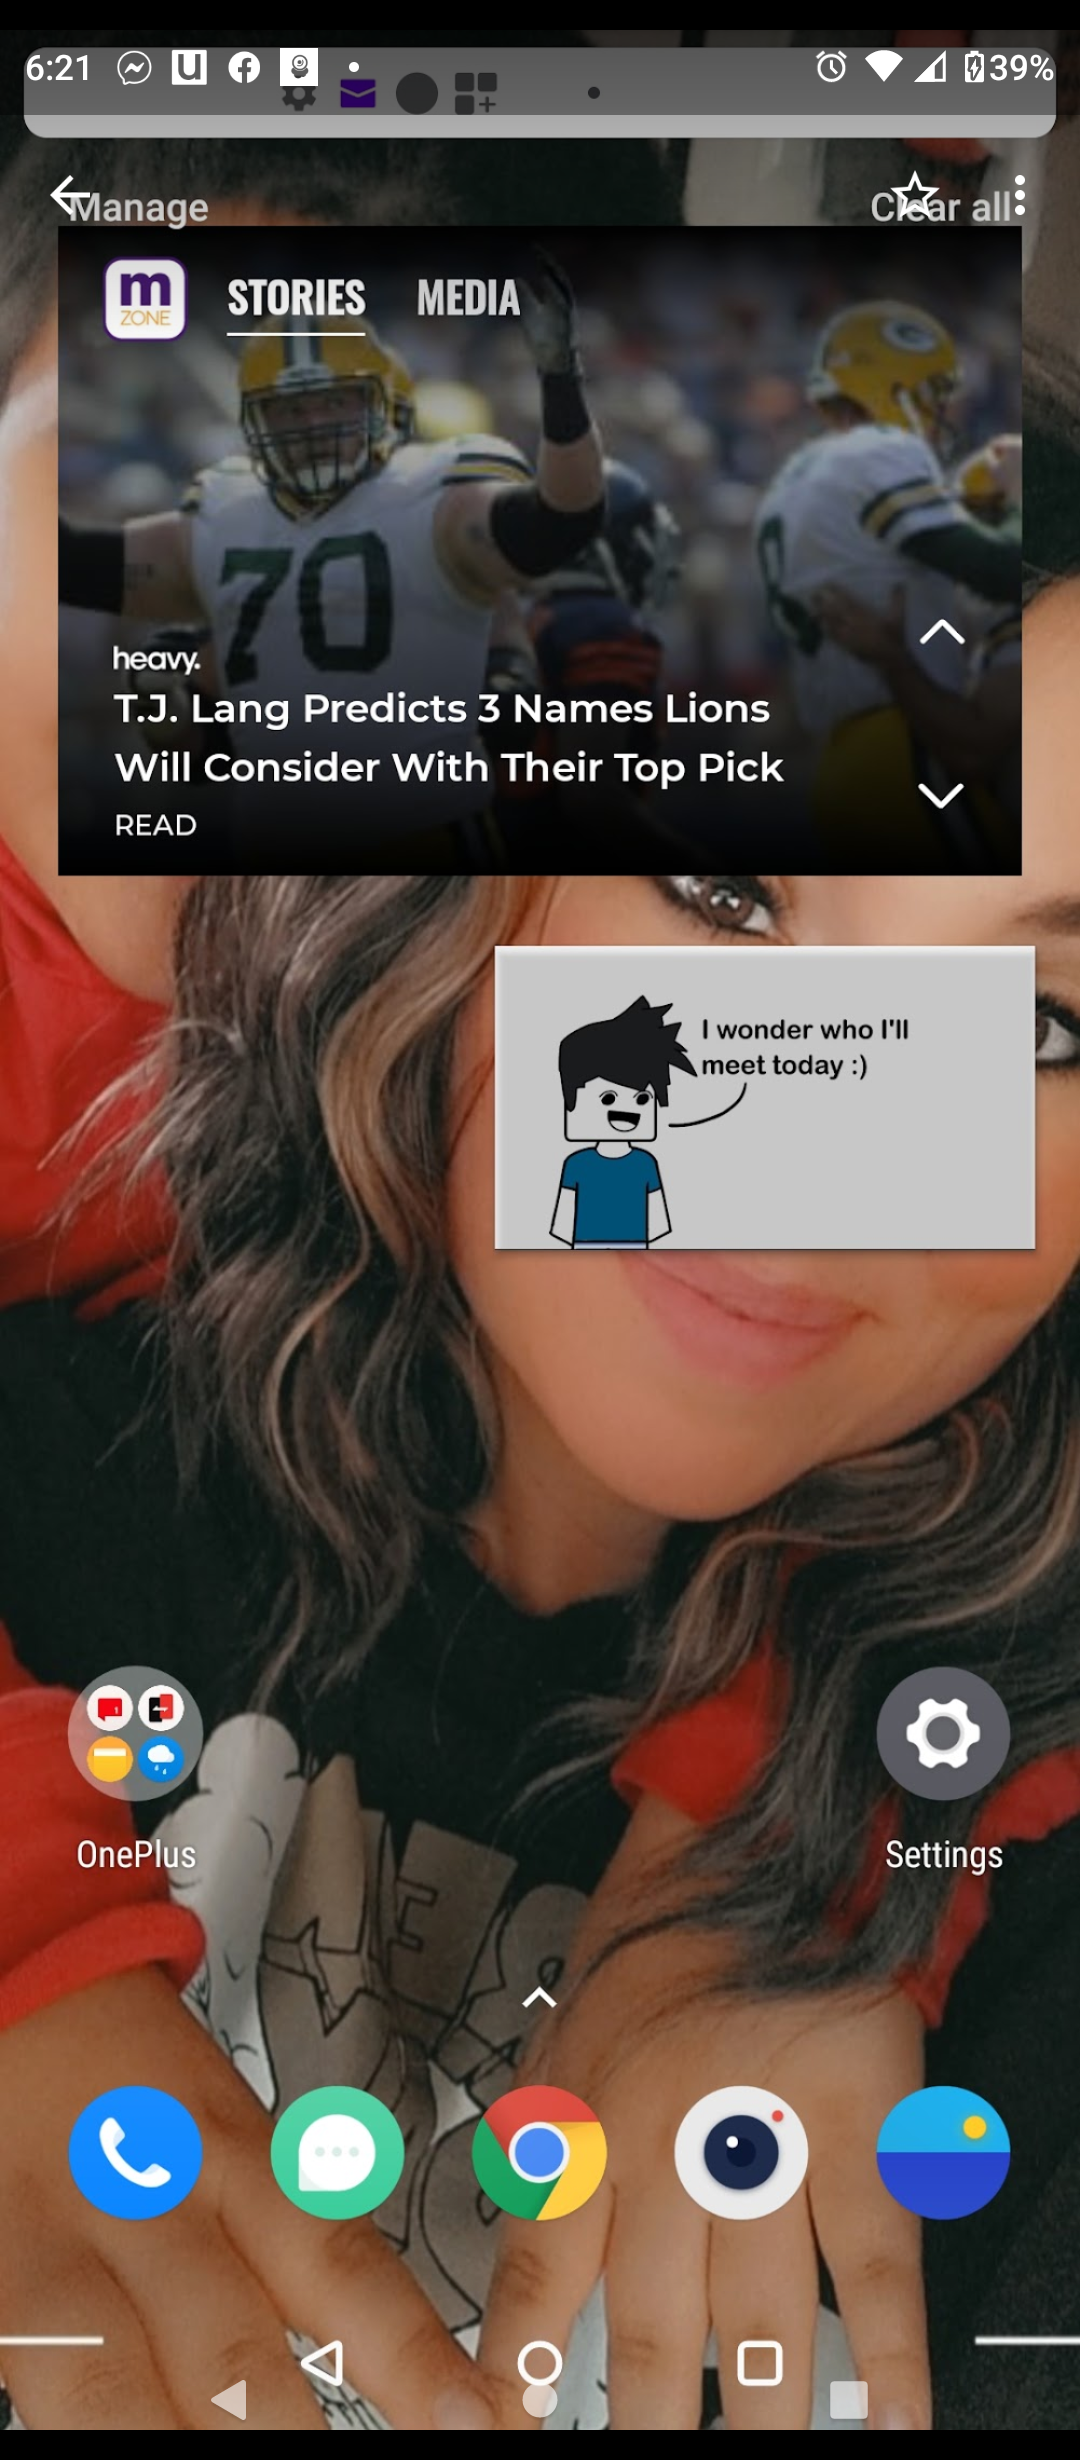 6:21
39%
Manage
Clear all
m
ZONE
STORIES
MEDIA
70
heavy.
T.J. Lang Predicts 3 Names Lions
Will Consider With Their Top Pick
READ
I wonder who I'll
meet today :)
OnePlus
Settings